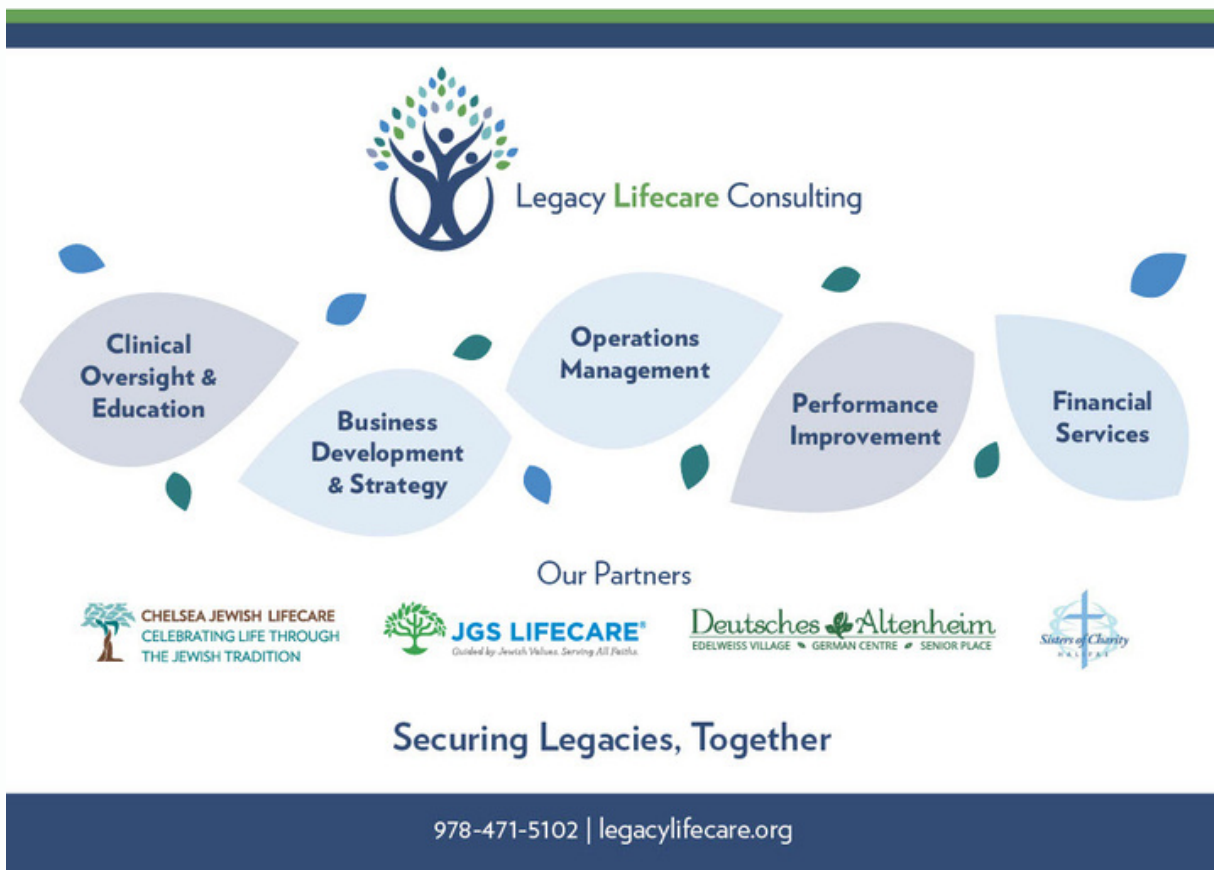 Legacy Lifecare Consulting
Clinical
Oversight &
Education
Business
Development
& Strategy
Operations
Management
Performance
Improvement
Financial
Services
Our Partners
CHELSEA JEWISH LIFECARE
CELEBRATING LIFE THROUGH
THE JEWISH TRADITION
JGS LIFECARE®
Guided by Jewish Values. Serving All Faiths.
Deutsches Altenheim
EDELWEISS VILLAGE GERMAN CENTRE SENIOR PLACE
Sisters of Charity
HALIFAX
Securing Legacies, Together
978-471-5102 | legacylifecare.org